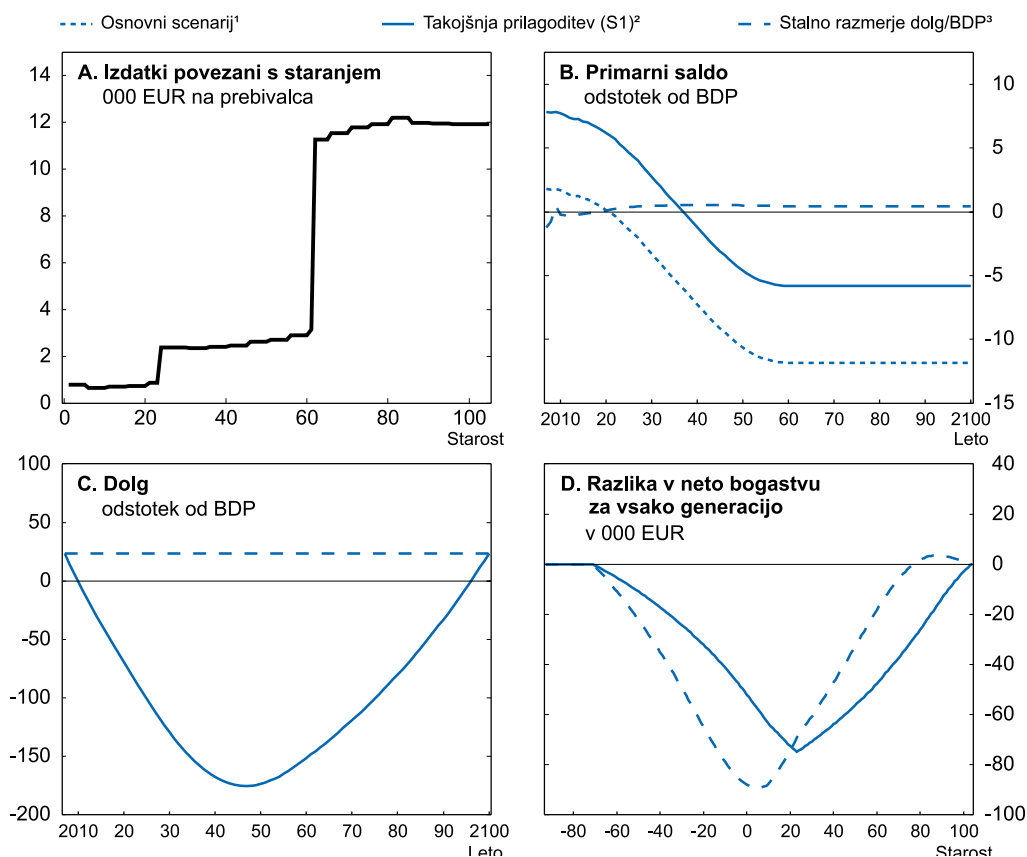 Osnovni scenarij¹ Takojšnja prilagoditev (S1)² Stalno razmerje dolg/BDP³
A. Izdatki povezani s staranjem
000 EUR na prebivalca
14
12
10
8
6
4
2
0
0 20 40 60 80 100
Starost
B. Primarni saldo
odstotek od BDP
10
5
0
-5
-10
-15
2010 20 30 40 50 60 70 80 90 2100
Leto
C. Dolg
odstotek od BDP
100
50
25
0
-50
-100
-150
-200
2010 20 30 40 50 60 70 80 90 2100
Leto
D. Razlika v neto bogastvu
za vsako generacijo
v 000 EUR
40
20
0
-20
-40
-60
-80
-100
-80 -60 -40 -20 0 20 40 60 80 100
Starost